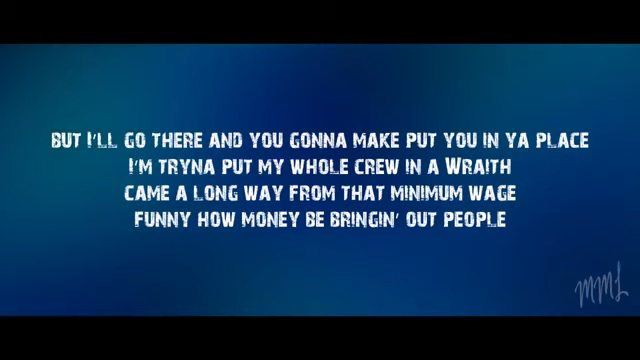 BUT I'LL GO THERE AND YOU GONNA MAKE PUT YOU IN YA PLACE
I'M TRYNA PUT MY WHOLE CREW IN A WRAITH
CAME A LONG WAY FROM THAT MINIMUM WAGE
FUNNY HOW MONEY BE BRINGIN' OUT PEOPLE
MML